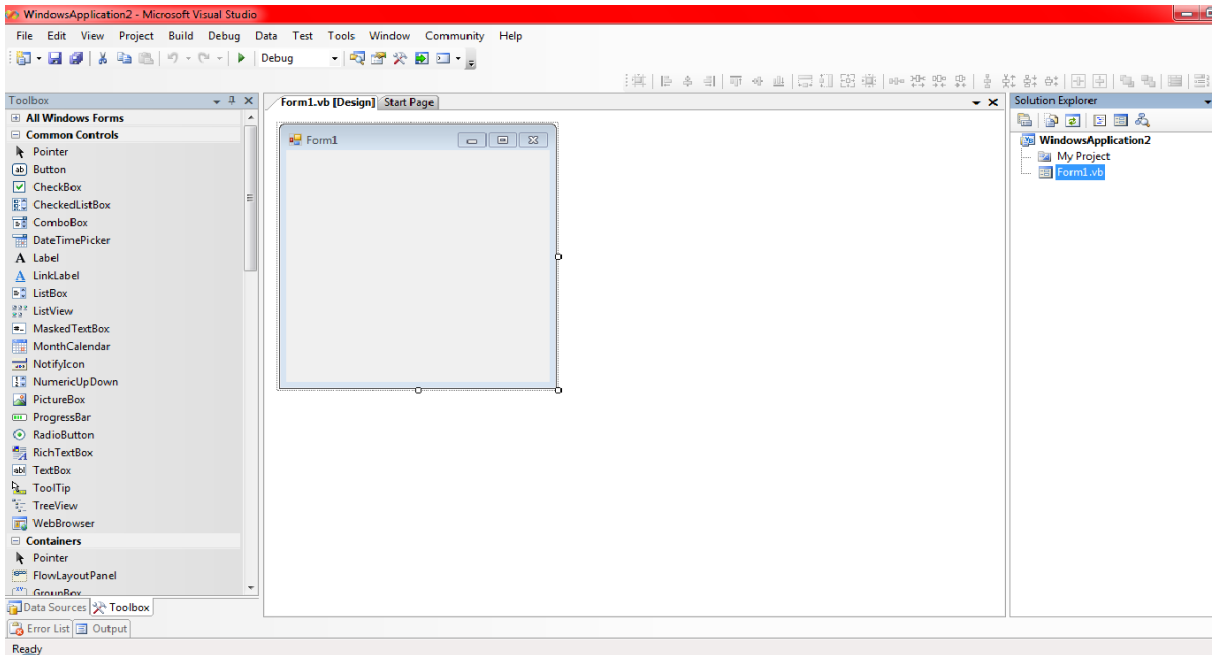 WindowsApplication2 - Microsoft Visual Studio
File Edit View Project Build Debug Data Test Tools Window Community Help
Debug
Toolbox
All Windows Forms
Common Controls
Pointer
Button
CheckBox
CheckedListBox
ComboBox
DateTimePicker
A Label
A LinkLabel
ListBox
ListView
MaskedTextBox
MonthCalendar
NotifyIcon
NumericUpDown
PictureBox
ProgressBar
RadioButton
RichTextBox
TextBox
ToolTip
TreeView
WebBrowser
Containers
Pointer
FlowLayoutPanel
GroupBox
Data Sources Toolbox
Error List Output
Ready
Form1.vb [Design] Start Page
Form1
Solution Explorer
WindowsApplication2
My Project
Form1.vb